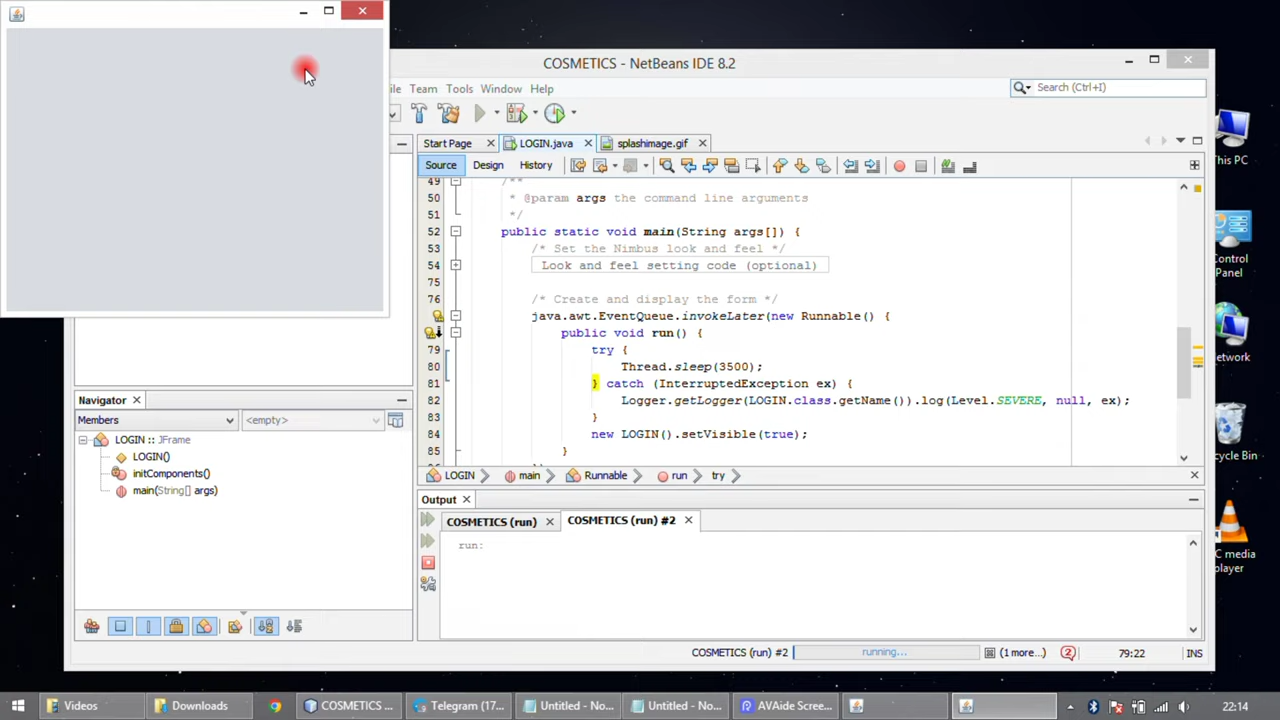 COSMETICS - NetBeans IDE 8.2
ile Team Tools Window Help
Search (Ctrl+I)
Start Page LOGIN.java splashimage.gif
Source Design History
49 /**
50 * @param args the command line arguments
51 */
52 public static void main(String args[]) {
53 /* Set the Nimbus look and feel */
54 Look and feel setting code (optional)
75
76 /* Create and display the form */
java.awt.EventQueue.invokeLater(new Runnable() {
public void run() {
79 try {
80 Thread.sleep(3500);
81 } catch (InterruptedException ex) {
82 Logger.getLogger(LOGIN.class.getName()).log(Level.SEVERE, null, ex);
83 }
84 new LOGIN().setVisible(true);
85 }
LOGIN main Runnable run try
Navigator
Members <empty>
LOGIN :: JFrame
LOGIN()
initComponents()
main(String[] args)
Output
COSMETICS (run) COSMETICS (run) #2
run:
COSMETICS (run) #2 running... (1 more...) 2 79:22 INS
This PC
Control
Panel
etwork
cycle Bin
C media
player
Videos Downloads COSMETICS ... Telegram (17... Untitled - No... Untitled - No... AVAide Scree... 22:14